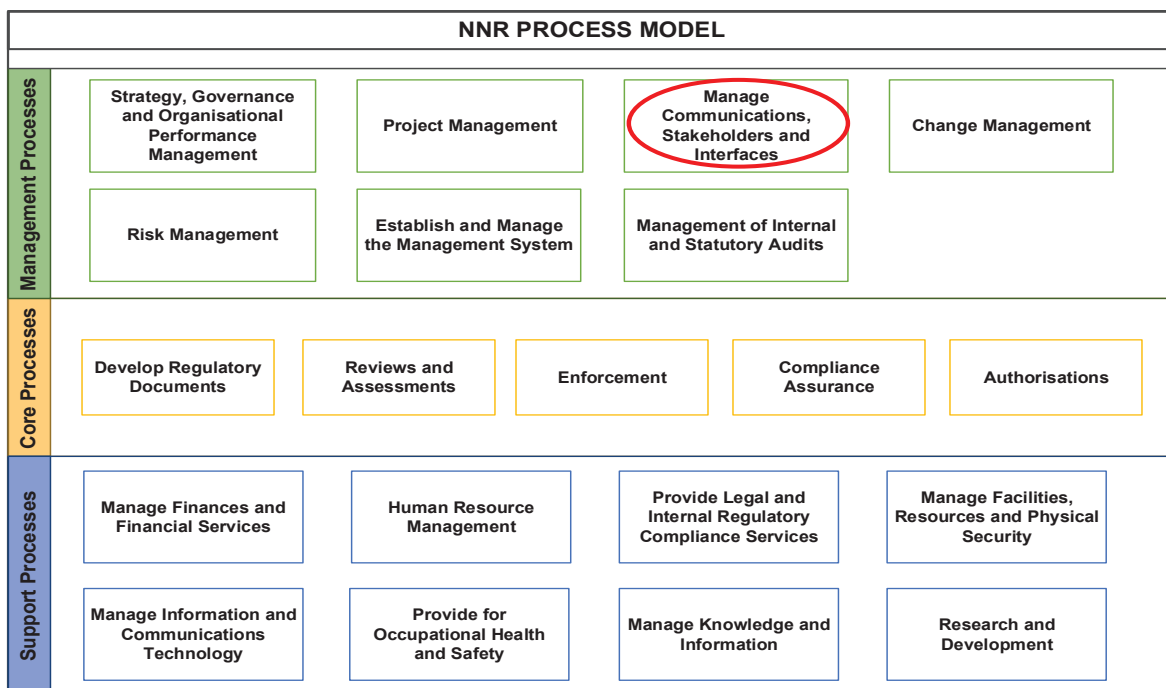 NNR PROCESS MODEL
Management Processes
Strategy, Governance
and Organisational
Performance
Management
Project Management
Manage
Communications,
Stakeholders and
Interfaces
Change Management
Risk Management
Establish and Manage
the Management System
Management of Internal
and Statutory Audits
Core Processes
Develop Regulatory
Documents
Reviews and
Assessments
Enforcement
Compliance
Assurance
Authorisations
Support Processes
Manage Finances and
Financial Services
Human Resource
Management
Provide Legal and
Internal Regulatory
Compliance Services
Manage Facilities,
Resources and Physical
Security
Manage Information and
Communications
Technology
Provide for
Occupational Health
and Safety
Manage Knowledge and
Information
Research and
Development